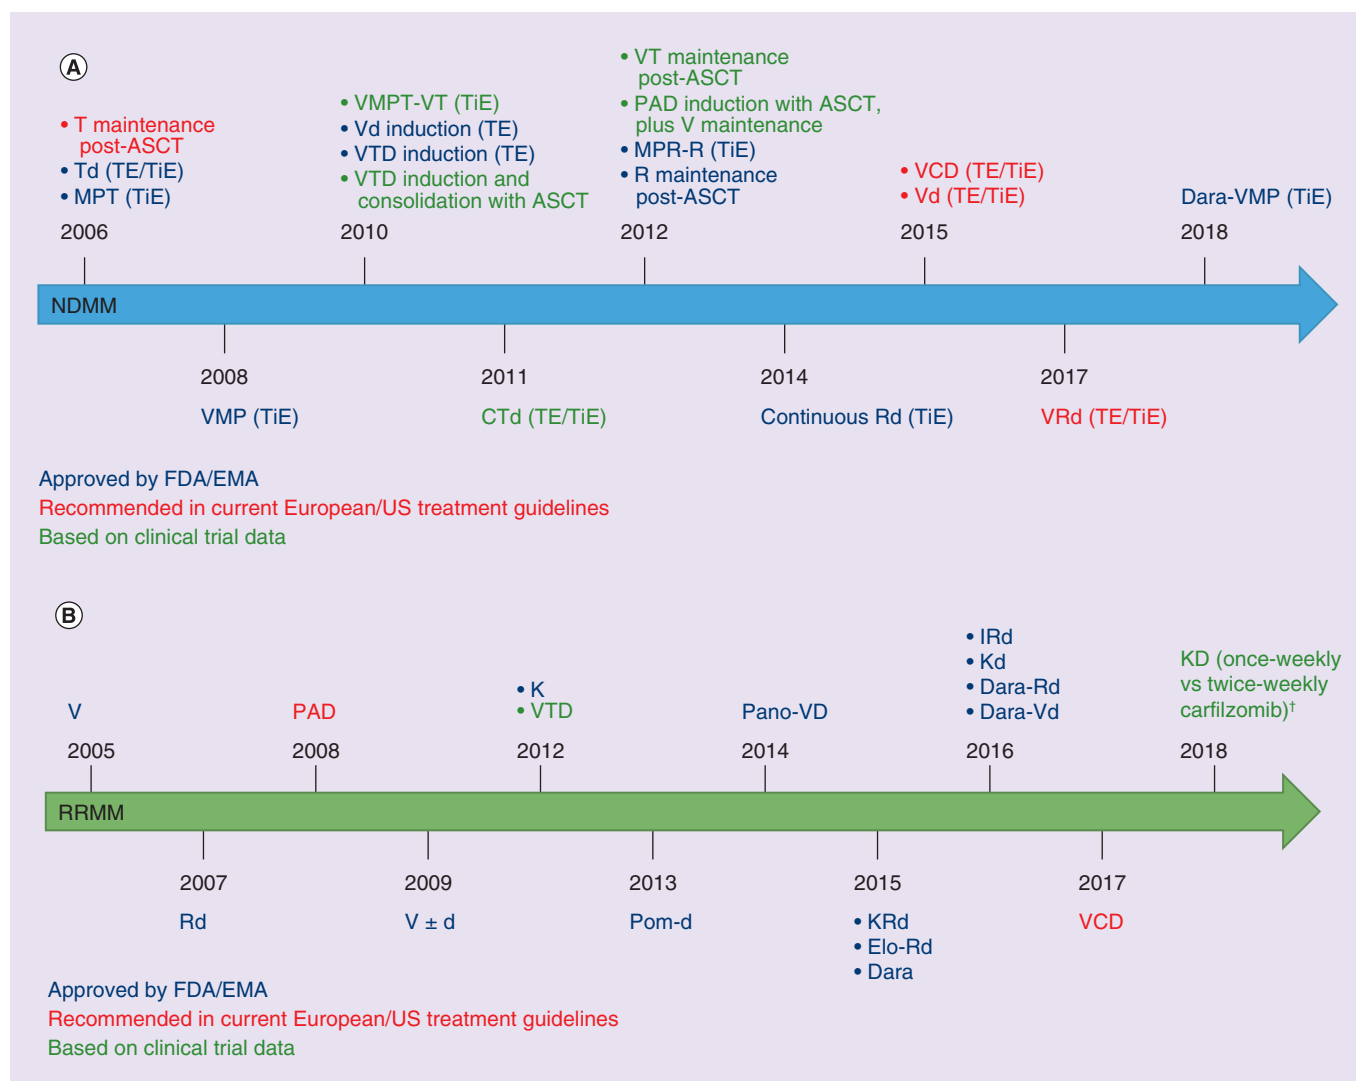 A
• T maintenance
post-ASCT
• Td (TE/TiE)
• MPT (TiE)
2006
• VMPT-VT (TiE)
• Vd induction (TE)
• VTD induction (TE)
• VTD induction and
consolidation with ASCT
2010
• VT maintenance
post-ASCT
• PAD induction with ASCT,
plus V maintenance
• MPR-R (TiE)
• R maintenance
post-ASCT
2012
• VCD (TE/TiE)
• Vd (TE/TiE)
2015
Dara-VMP (TiE)
2018
NDMM
2008
VMP (TiE)
2011
CTd (TE/TiE)
2014
Continuous Rd (TiE)
2017
VRd (TE/TiE)
Approved by FDA/EMA
Recommended in current European/US treatment guidelines
Based on clinical trial data
B
V
2005
PAD
2008
• K
• VTD
2012
Pano-VD
2014
• IRd
• Kd
• Dara-Rd
• Dara-Vd
2016
KD (once-weekly
vs twice-weekly
carfilzomib)†
2018
RRMM
2007
Rd
2009
V ± d
2013
Pom-d
2015
• KRd
• Elo-Rd
• Dara
2017
VCD
Approved by FDA/EMA
Recommended in current European/US treatment guidelines
Based on clinical trial data